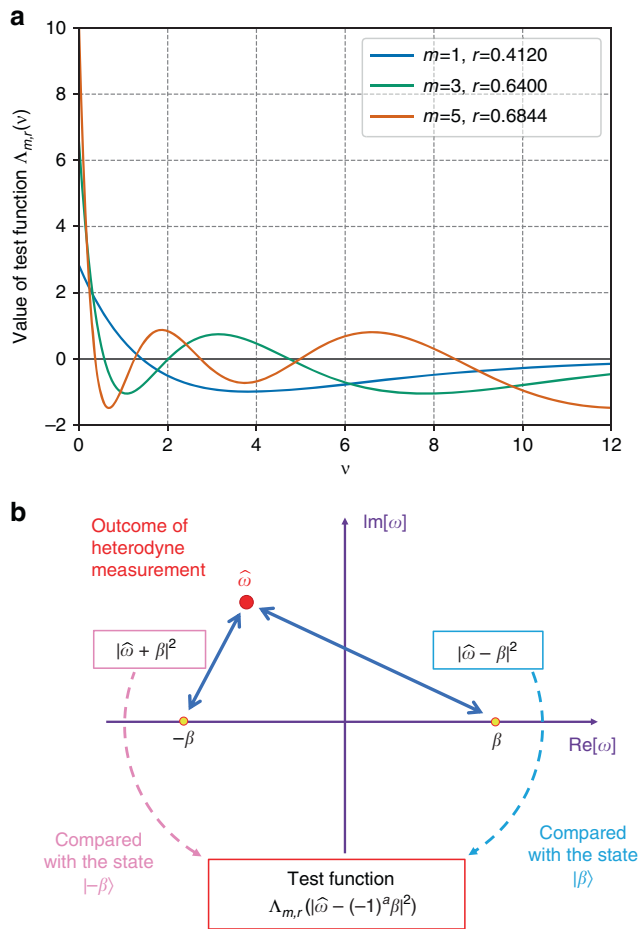 a
Value of test function Λm,r(ν)
10
8
6
4
2
0
−2
0
2
4
6
8
10
12
ν
m=1, r=0.4120
m=3, r=0.6400
m=5, r=0.6844
b
Im[ω]
Outcome of
heterodyne
measurement
ω̂
|ω̂ + β|²
|ω̂ − β|²
−β
β
Re[ω]
Compared
with the state
|−β⟩
Compared
with the state
|β⟩
Test function
Λm,r(|ω̂ − (−1)ᵃβ|²)